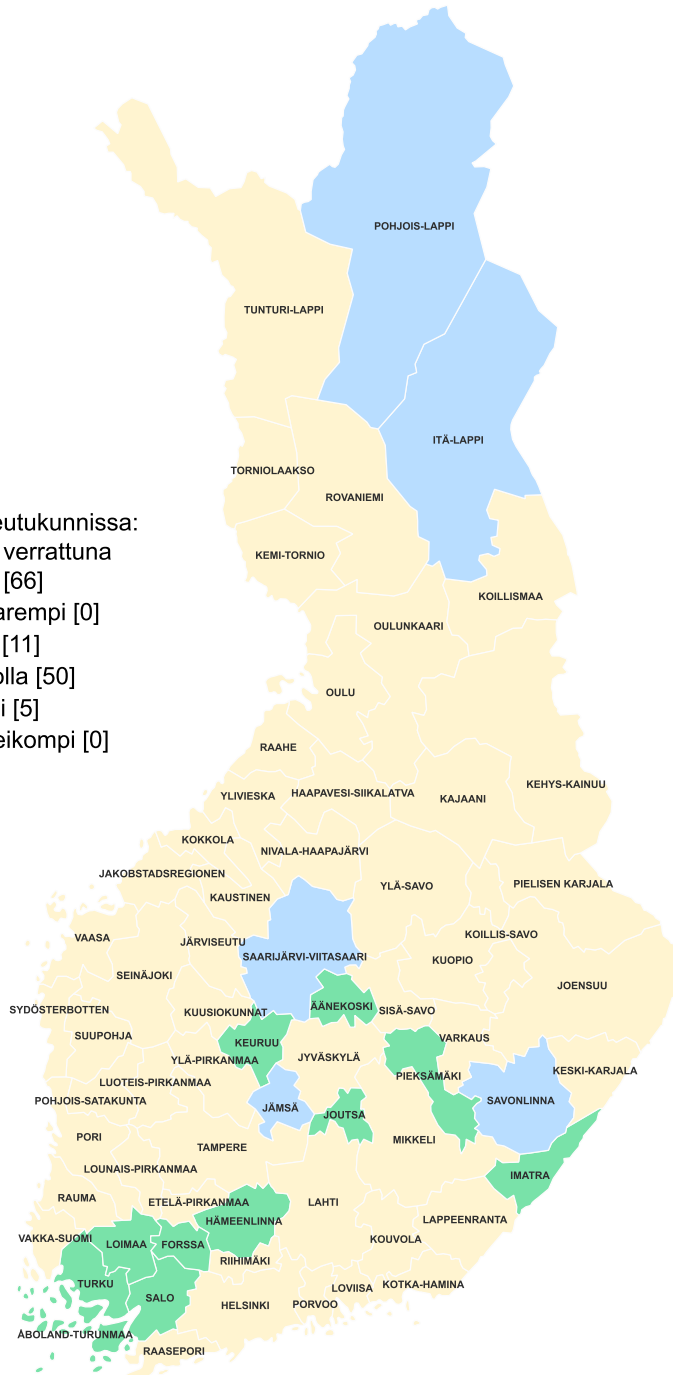 POHJOIS-LAPPI
TUNTURI-LAPPI
ITÄ-LAPPI
TORNIOLAAKSO
ROVANIEMI
eutukunnissa:
verrattuna
KEMI-TORNIO
[66]
KOILLISMAA
arempi [0]
OULUNKAARI
[11]
olla [50]
OULU
i [5]
eikompi [0]
RAAHE
KEHYS-KAINUU
HAAPAVESI-SIIKALATVA
YLIVIESKA
KAJAANI
KOKKOLA
NIVALA-HAAPAJÄRVI
JAKOBSTADSREGIONEN
YLÄ-SAVO
PIELISEN KARJALA
KAUSTINEN
KOILLIS-SAVO
VAASA
JÄRVISEUTU
SAARIJÄRVI-VIITASAARI
KUOPIO
SEINÄJOKI
JOENSUU
ÄÄNEKOSKI
SYDÖSTERBOTTEN
KUUSIOKUNNAT
SISÄ-SAVO
SUUPOHJA
VARKAUS
KEURUU
JYVÄSKYLÄ
YLÄ-PIRKANMAA
KESKI-KARJALA
PIEKSÄMÄKI
LUOTEIS-PIRKANMAA
POHJOIS-SATAKUNTA
SAVONLINNA
JÄMSÄ
JOUTSA
PORI
MIKKELI
TAMPERE
LOUNAIS-PIRKANMAA
IMATRA
RAUMA
ETELÄ-PIRKANMAA
LAHTI
HÄMEENLINNA
LAPPEENRANTA
VAKKA-SUOMI
KOUVOLA
LOIMAA
FORSSA
RIIHIMÄKI
TURKU
KOTKA-HAMINA
LOVIISA
SALO
HELSINKI
PORVOO
ÅBOLAND-TURUNMAA
RAASEPORI